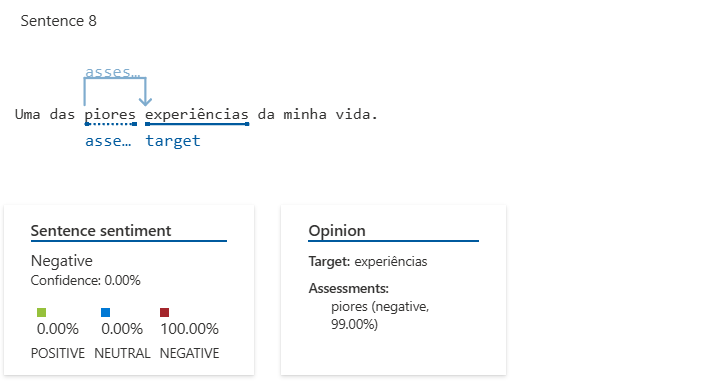 Sentence 8
asses…
Uma das piores experiências da minha vida.
asse… target
Sentence sentiment
Negative
Confidence: 0.00%
0.00% 0.00% 100.00%
POSITIVE NEUTRAL NEGATIVE
Opinion
Target: experiências
Assessments:
piores (negative,
99.00%)